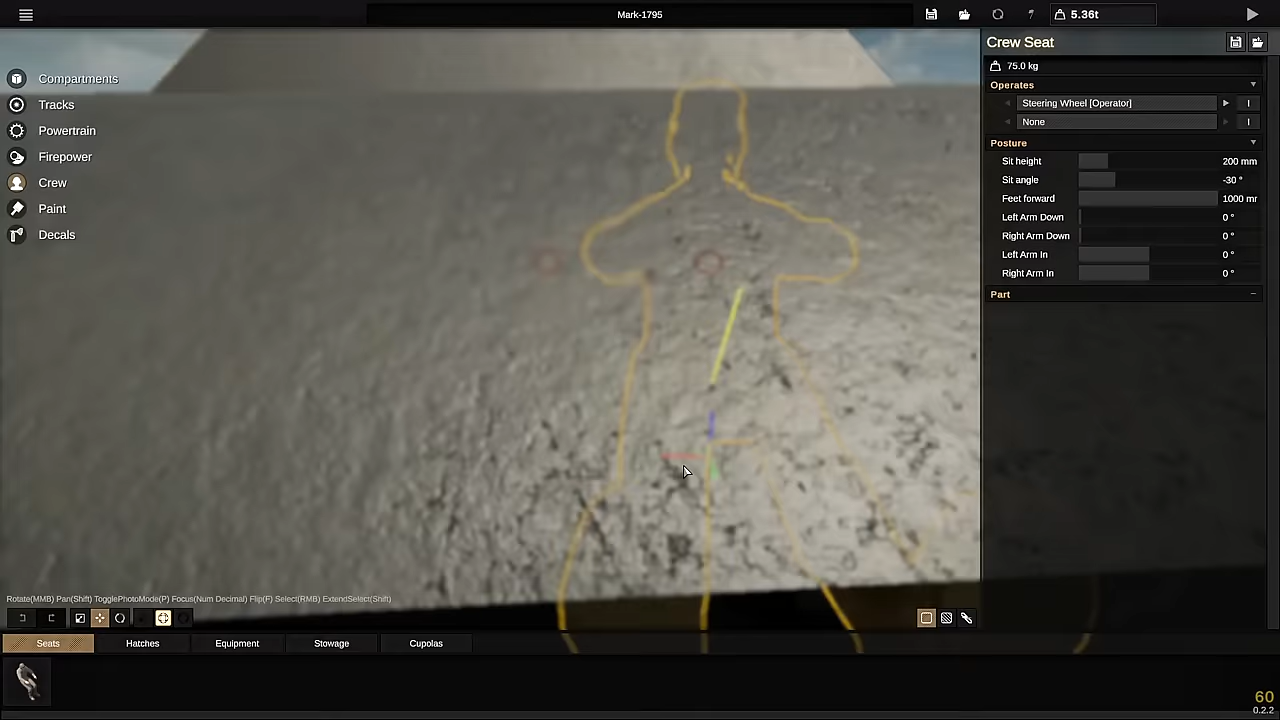 Mark-1795
5.36t
Compartments
Tracks
Powertrain
Firepower
Crew
Paint
Decals
Crew Seat
75.0 kg
Operates
Steering Wheel [Operator]
I
None
I
Posture
Sit height 200 mm
Sit angle -30 °
Feet forward 1000 mr
Left Arm Down 0 °
Right Arm Down 0 °
Left Arm In 0 °
Right Arm In 0 °
Part
Rotate(MMB) Pan(Shift) TogglePhotoMode(P) Focus(Num Decimal) Flip(F) Select(RMB) ExtendSelect(Shift)
Seats Hatches Equipment Stowage Cupolas
60
0.2.2